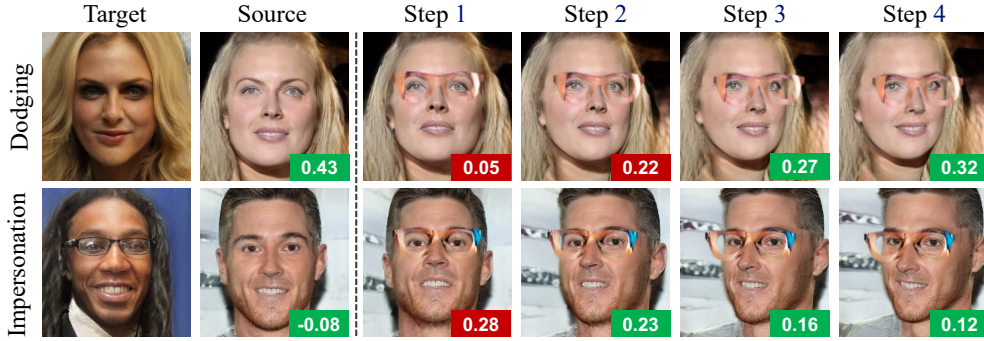 Target Source Step 1 Step 2 Step 3 Step 4
Dodging
0.43 0.05 0.22 0.27 0.32
Impersonation
-0.08 0.28 0.23 0.16 0.12